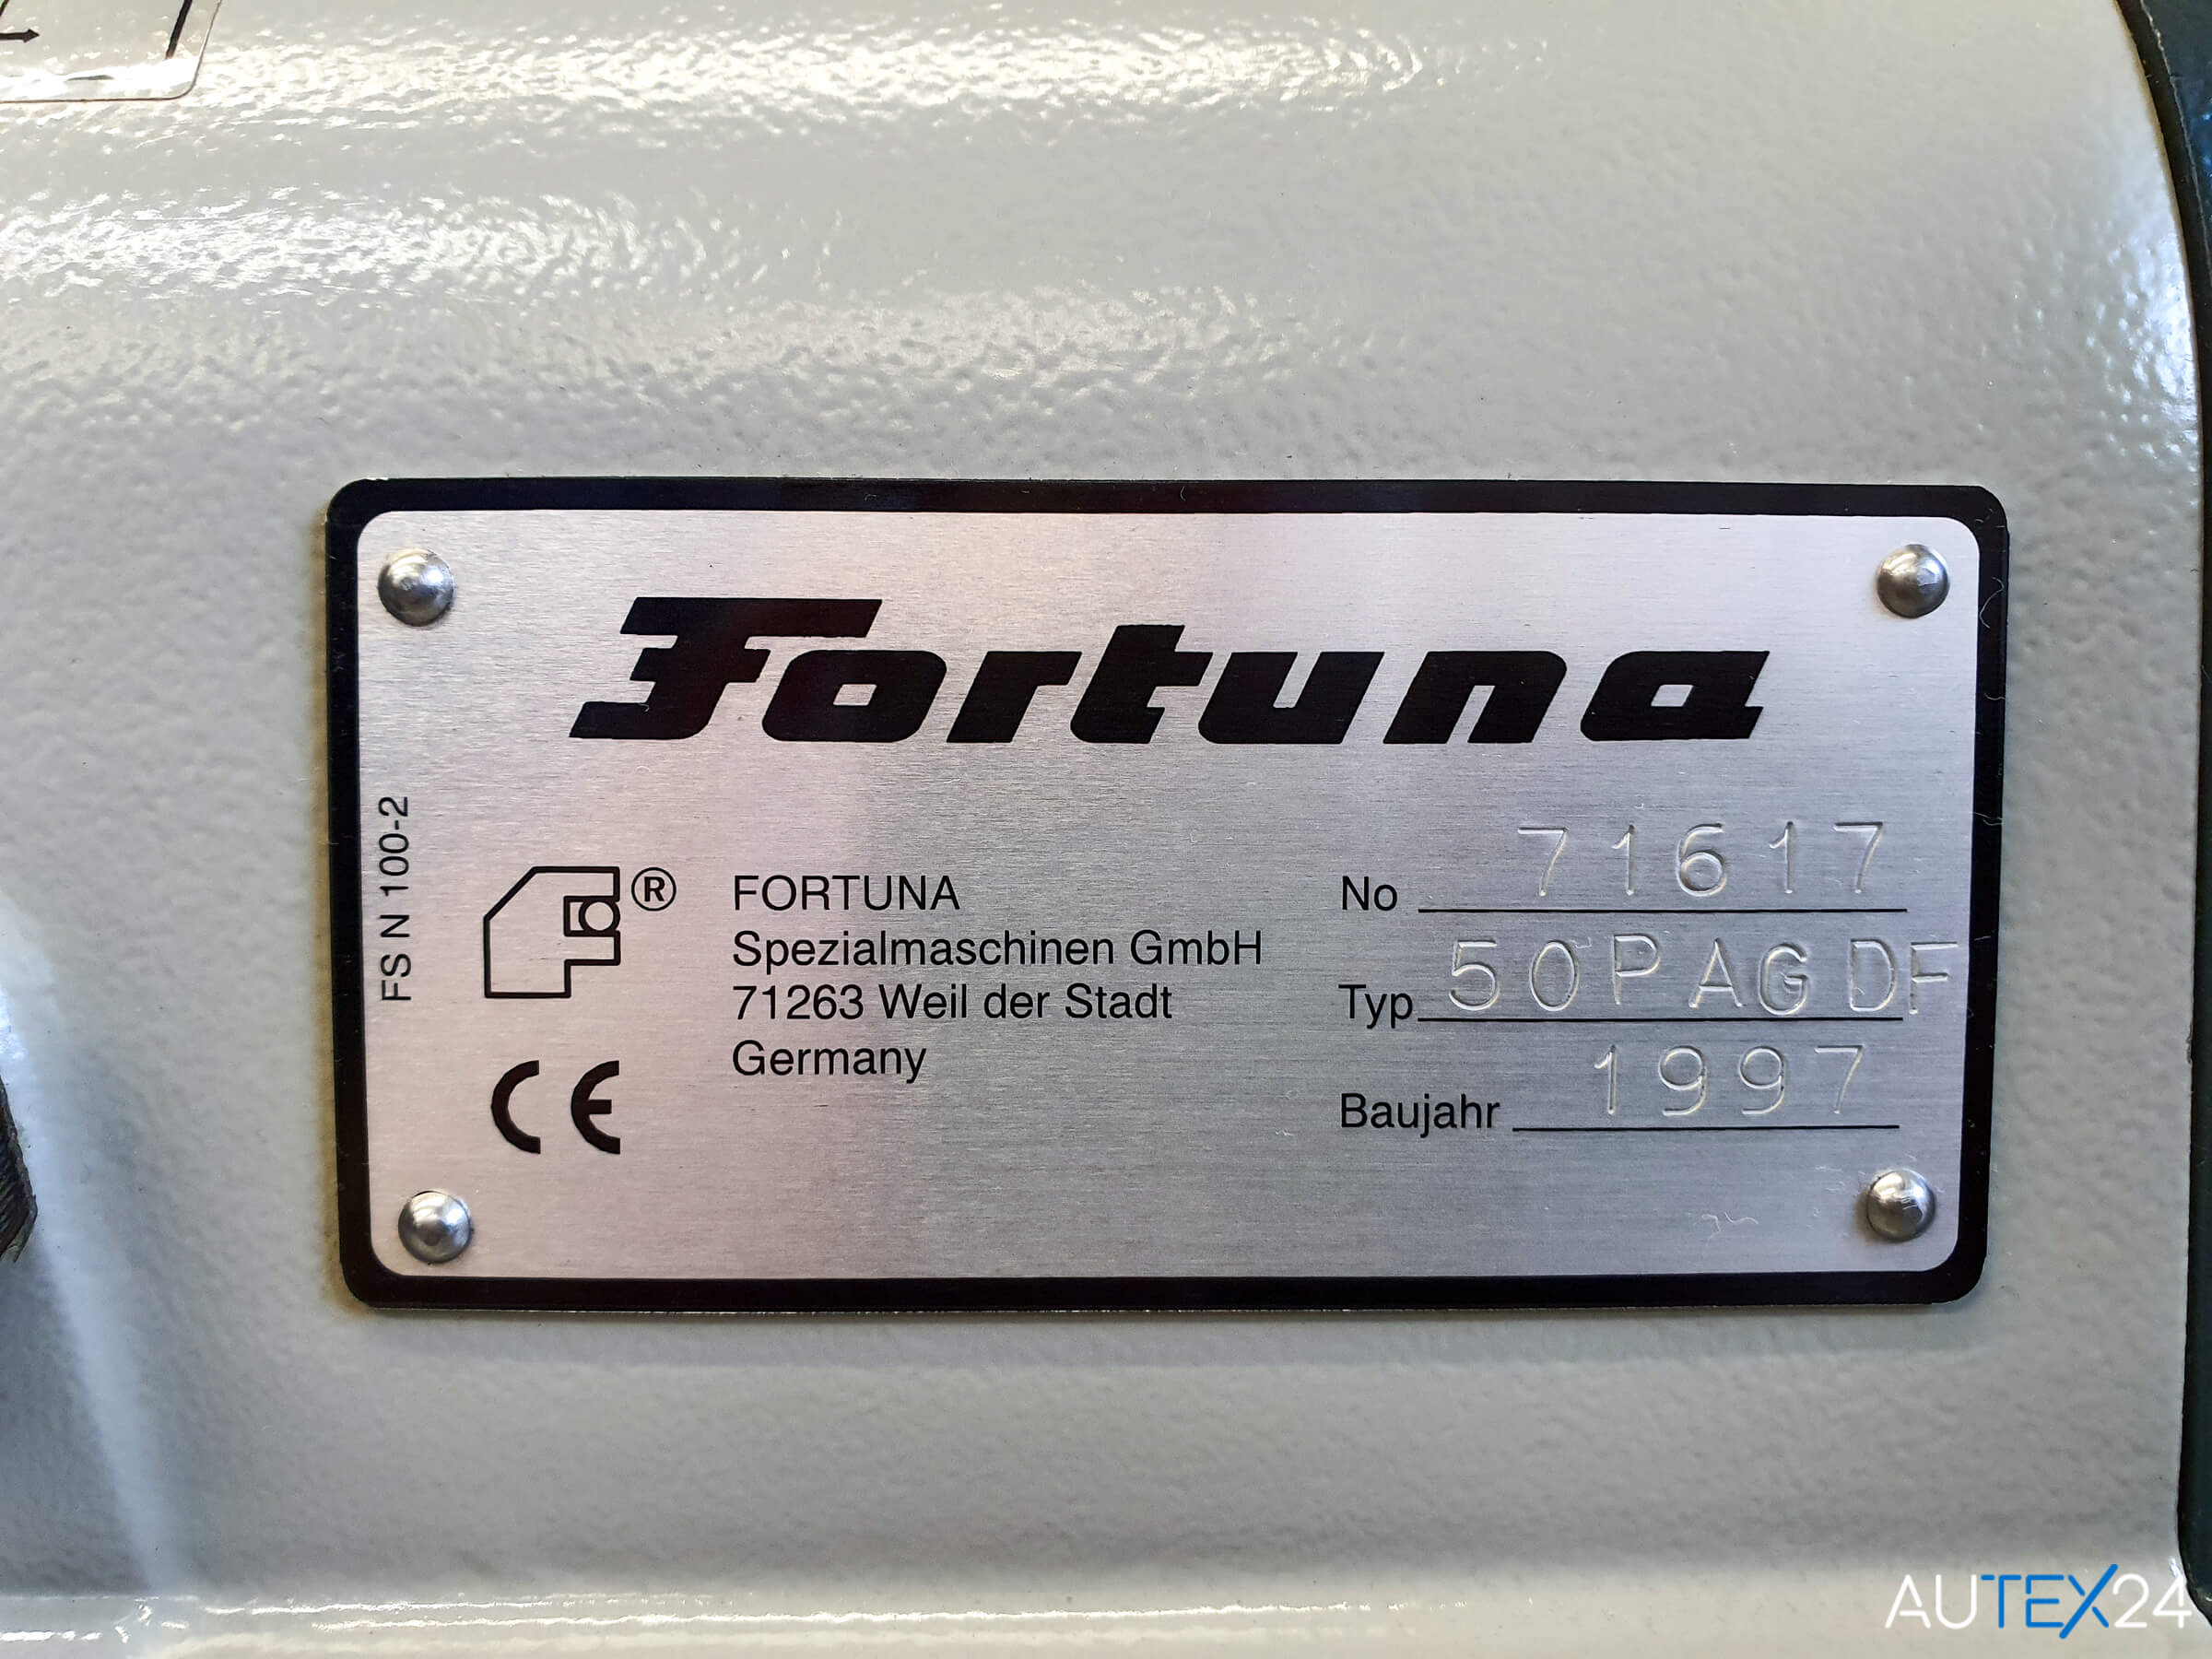 Fortuna
FS N 100-2
®
FORTUNA
Spezialmaschinen GmbH
71263 Weil der Stadt
Germany
CE
No 71617
Typ 50PAGDF
Baujahr 1997
AUTEX24